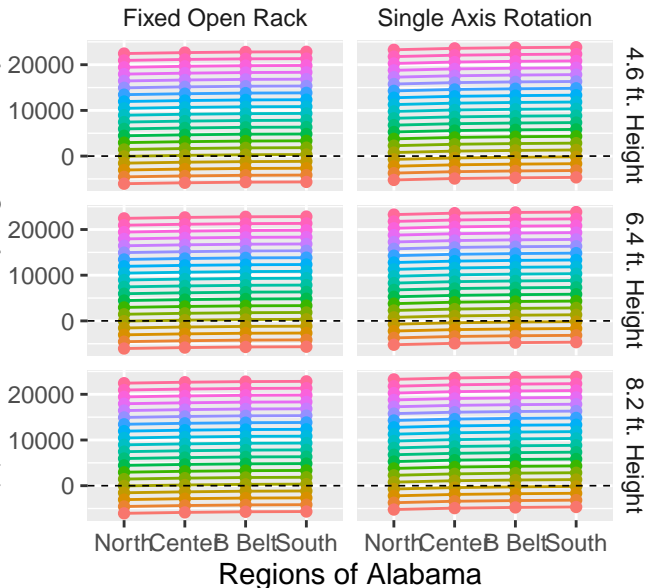 Fixed Open Rack Single Axis Rotation
20000
10000
0
4.6 ft. Height
20000
10000
0
6.4 ft. Height
20000
10000
0
8.2 ft. Height
North Center B Belt South North Center B Belt South
Regions of Alabama